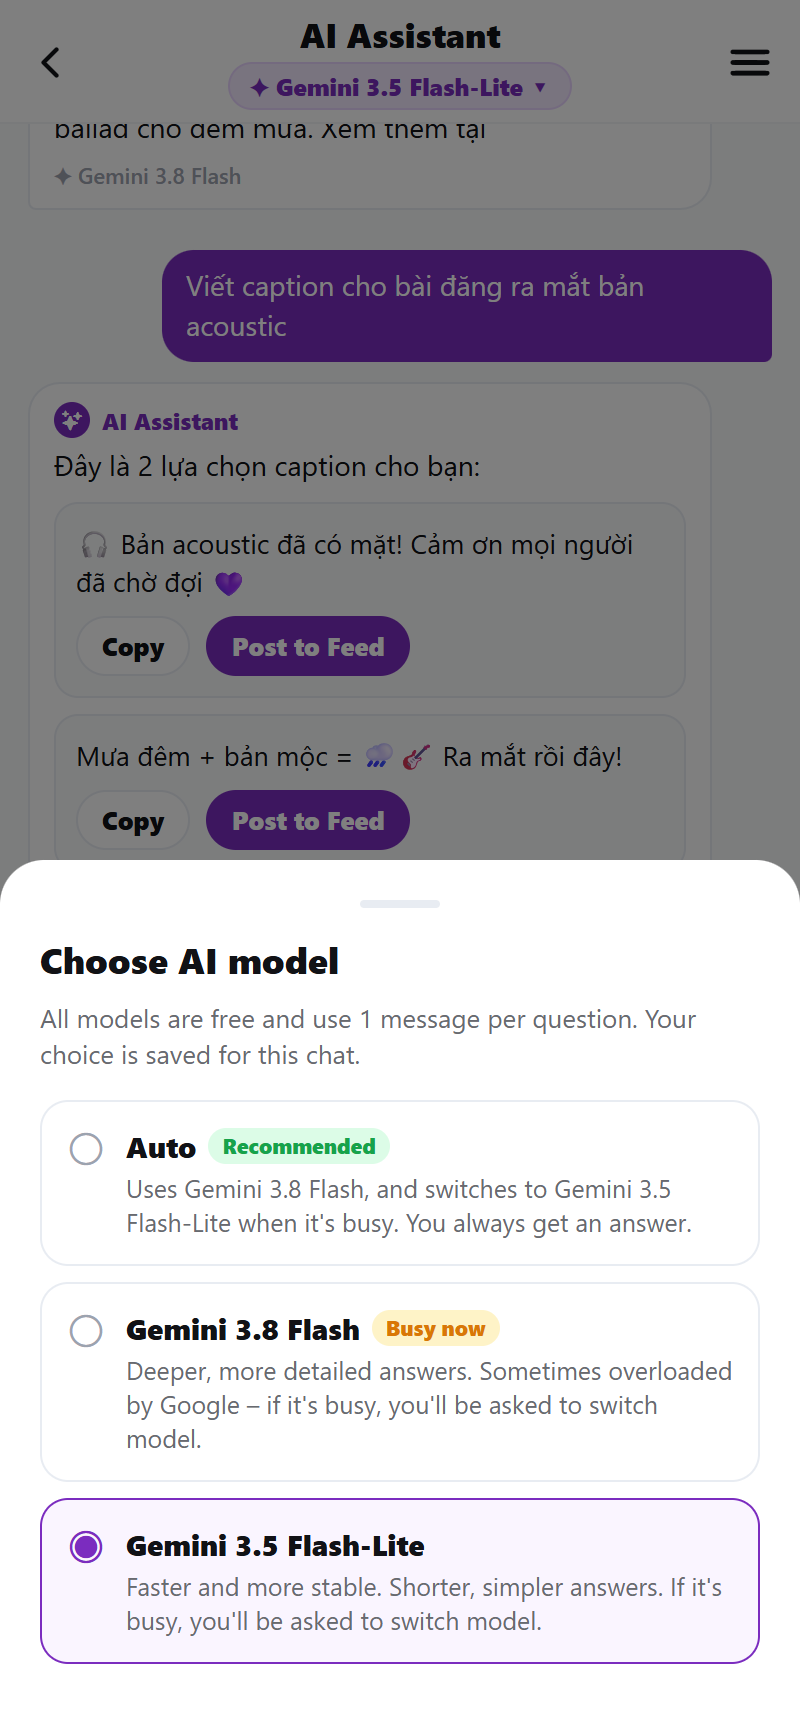 AI Assistant
Gemini 3.5 Flash-Lite
ballad cho đêm mưa. Xem thêm tại
Gemini 3.8 Flash
Viết caption cho bài đăng ra mắt bản
acoustic
AI Assistant
Đây là 2 lựa chọn caption cho bạn:
🎧 Bản acoustic đã có mặt! Cảm ơn mọi người
đã chờ đợi 💜
Copy
Post to Feed
Mưa đêm + bản mộc = 🌧️ 🎸 Ra mắt rồi đây!
Copy
Post to Feed
Choose AI model
All models are free and use 1 message per question. Your
choice is saved for this chat.
Auto
Recommended
Uses Gemini 3.8 Flash, and switches to Gemini 3.5
Flash-Lite when it's busy. You always get an answer.
Gemini 3.8 Flash
Busy now
Deeper, more detailed answers. Sometimes overloaded
by Google – if it's busy, you'll be asked to switch
model.
Gemini 3.5 Flash-Lite
Faster and more stable. Shorter, simpler answers. If it's
busy, you'll be asked to switch model.